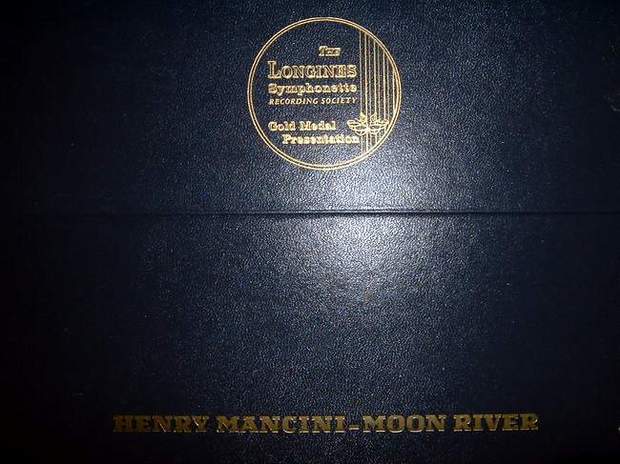 The
LONGINES
Symphonette
RECORDING SOCIETY
Gold Medal
Presentation
HENRY MANCINI-MOON RIVER